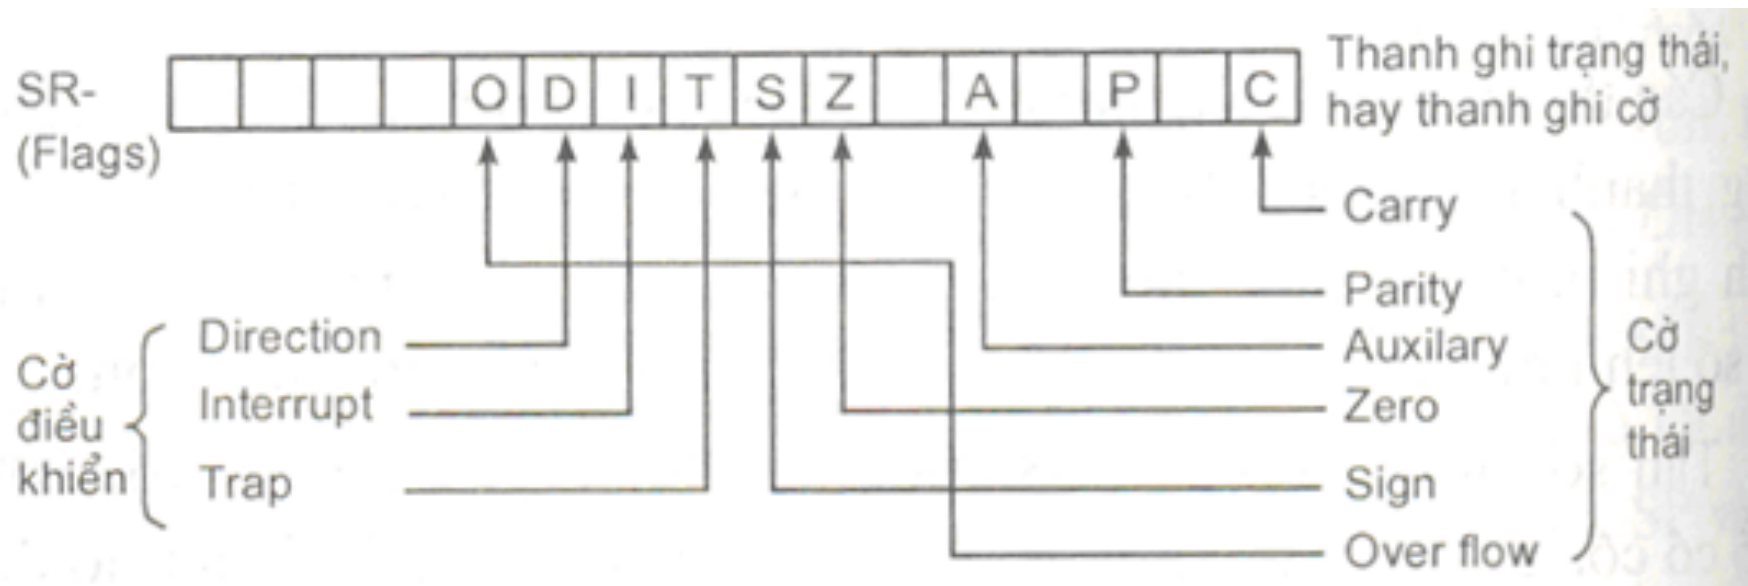 SR-
(Flags)
O D I T S Z A P C
Thanh ghi trạng thái,
hay thanh ghi cờ
Carry
Parity
Auxilary
Zero
Sign
Over flow
Cờ
trạng
thái
Direction
Interrupt
Trap
Cờ
điều
khiển